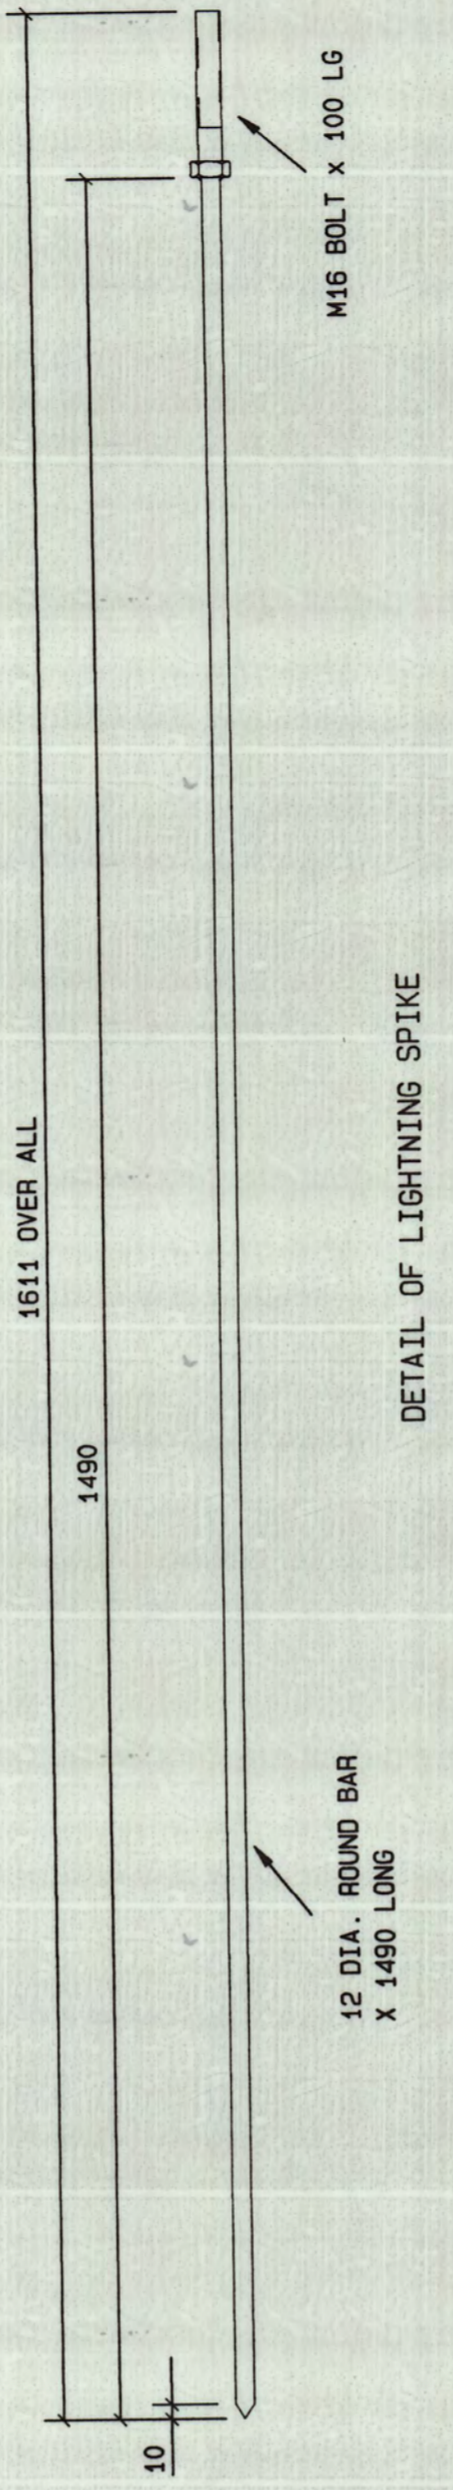 1611 OVER ALL
1490
10
12 DIA. ROUND BAR
X 1490 LONG
M16 BOLT x 100 LG
DETAIL OF LIGHTNING SPIKE